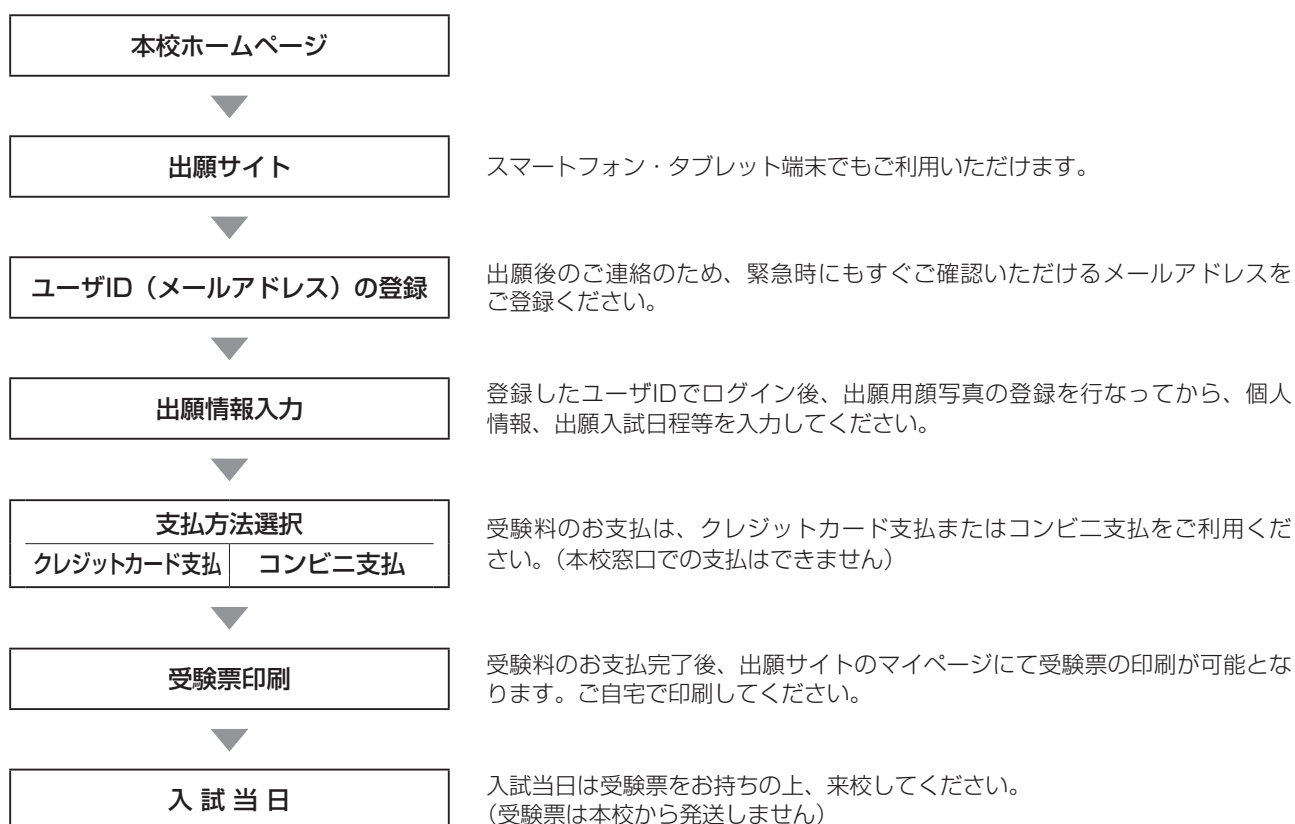 本校ホームページ
出願サイト
スマートフォン・タブレット端末でもご利用いただけます。
ユーザID（メールアドレス）の登録
出願後のご連絡のため、緊急時にもすぐご確認いただけるメールアドレスを
ご登録ください。
出願情報入力
登録したユーザIDでログイン後、出願用顔写真の登録を行なってから、個人
情報、出願入試日程等を入力してください。
支払方法選択
クレジットカード支払 コンビニ支払
受験料のお支払は、クレジットカード支払またはコンビニ支払をご利用くだ
さい。（本校窓口での支払はできません）
受験票印刷
受験料のお支払完了後、出願サイトのマイページにて受験票の印刷が可能とな
ります。ご自宅で印刷してください。
入 試 当 日
入試当日は受験票をお持ちの上、来校してください。
（受験票は本校から発送しません）